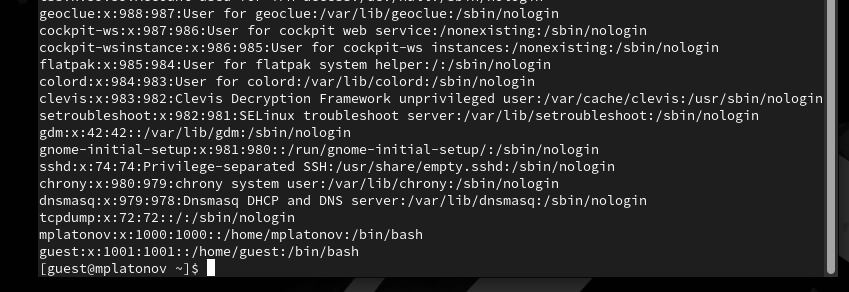 geoclue:x:988:987:User for geoclue:/var/lib/geoclue:/sbin/nologin
cockpit-ws:x:987:986:User for cockpit web service:/nonexisting:/sbin/nologin
cockpit-wsinstance:x:986:985:User for cockpit-ws instances:/nonexisting:/sbin/nologin
flatpak:x:985:984:User for flatpak system helper:/:/sbin/nologin
colord:x:984:983:User for colord:/var/lib/colord:/sbin/nologin
clevis:x:983:982:Clevis Decryption Framework unprivileged user:/var/cache/clevis:/usr/sbin/nologin
setroubleshoot:x:982:981:SELinux troubleshoot server:/var/lib/setroubleshoot:/sbin/nologin
gdm:x:42:42::/var/lib/gdm:/sbin/nologin
gnome-initial-setup:x:981:980::/run/gnome-initial-setup/:/sbin/nologin
sshd:x:74:74:Privilege-separated SSH:/usr/share/empty.sshd:/sbin/nologin
chrony:x:980:979:chrony system user:/var/lib/chrony:/sbin/nologin
dnsmasq:x:979:978:Dnsmasq DHCP and DNS server:/var/lib/dnsmasq:/sbin/nologin
tcpdump:x:72:72::/:/sbin/nologin
mplatonov:x:1000:1000::/home/mplatonov:/bin/bash
guest:x:1001:1001::/home/guest:/bin/bash
[guest@mplatonov ~]$